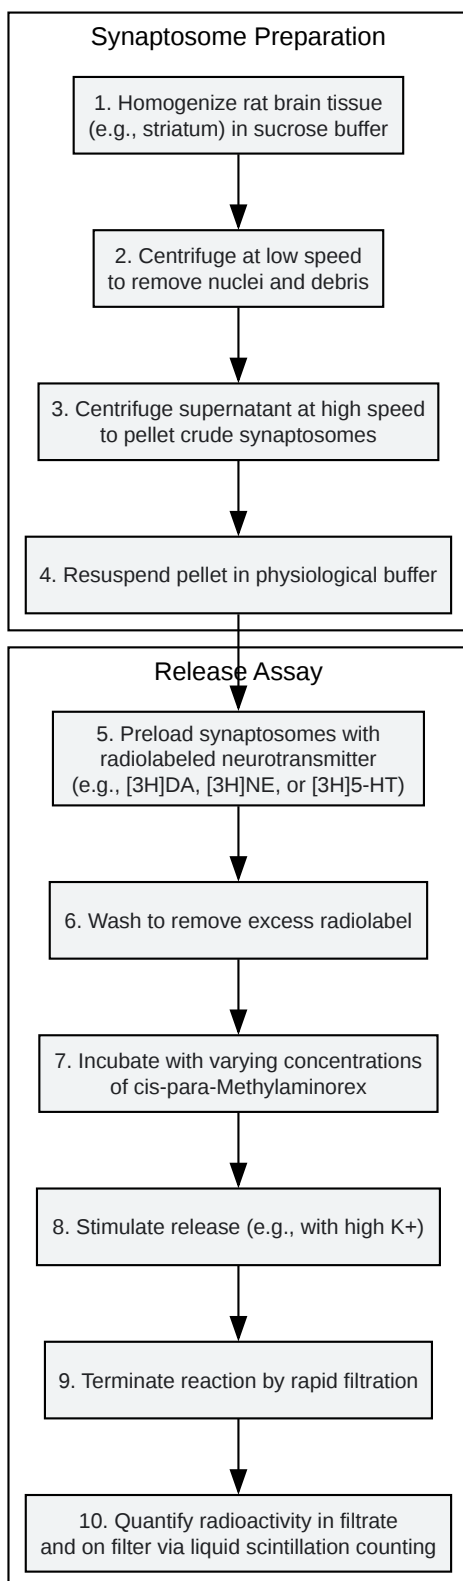 Synaptosome Preparation
1. Homogenize rat brain tissue
(e.g., striatum) in sucrose buffer
2. Centrifuge at low speed
to remove nuclei and debris
3. Centrifuge supernatant at high speed
to pellet crude synaptosomes
4. Resuspend pellet in physiological buffer
Release Assay
5. Preload synaptosomes with
radiolabeled neurotransmitter
(e.g., [3H]DA, [3H]NE, or [3H]5-HT)
6. Wash to remove excess radiolabel
7. Incubate with varying concentrations
of cis-para-Methylaminorex
8. Stimulate release (e.g., with high K+)
9. Terminate reaction by rapid filtration
10. Quantify radioactivity in filtrate
and on filter via liquid scintillation counting